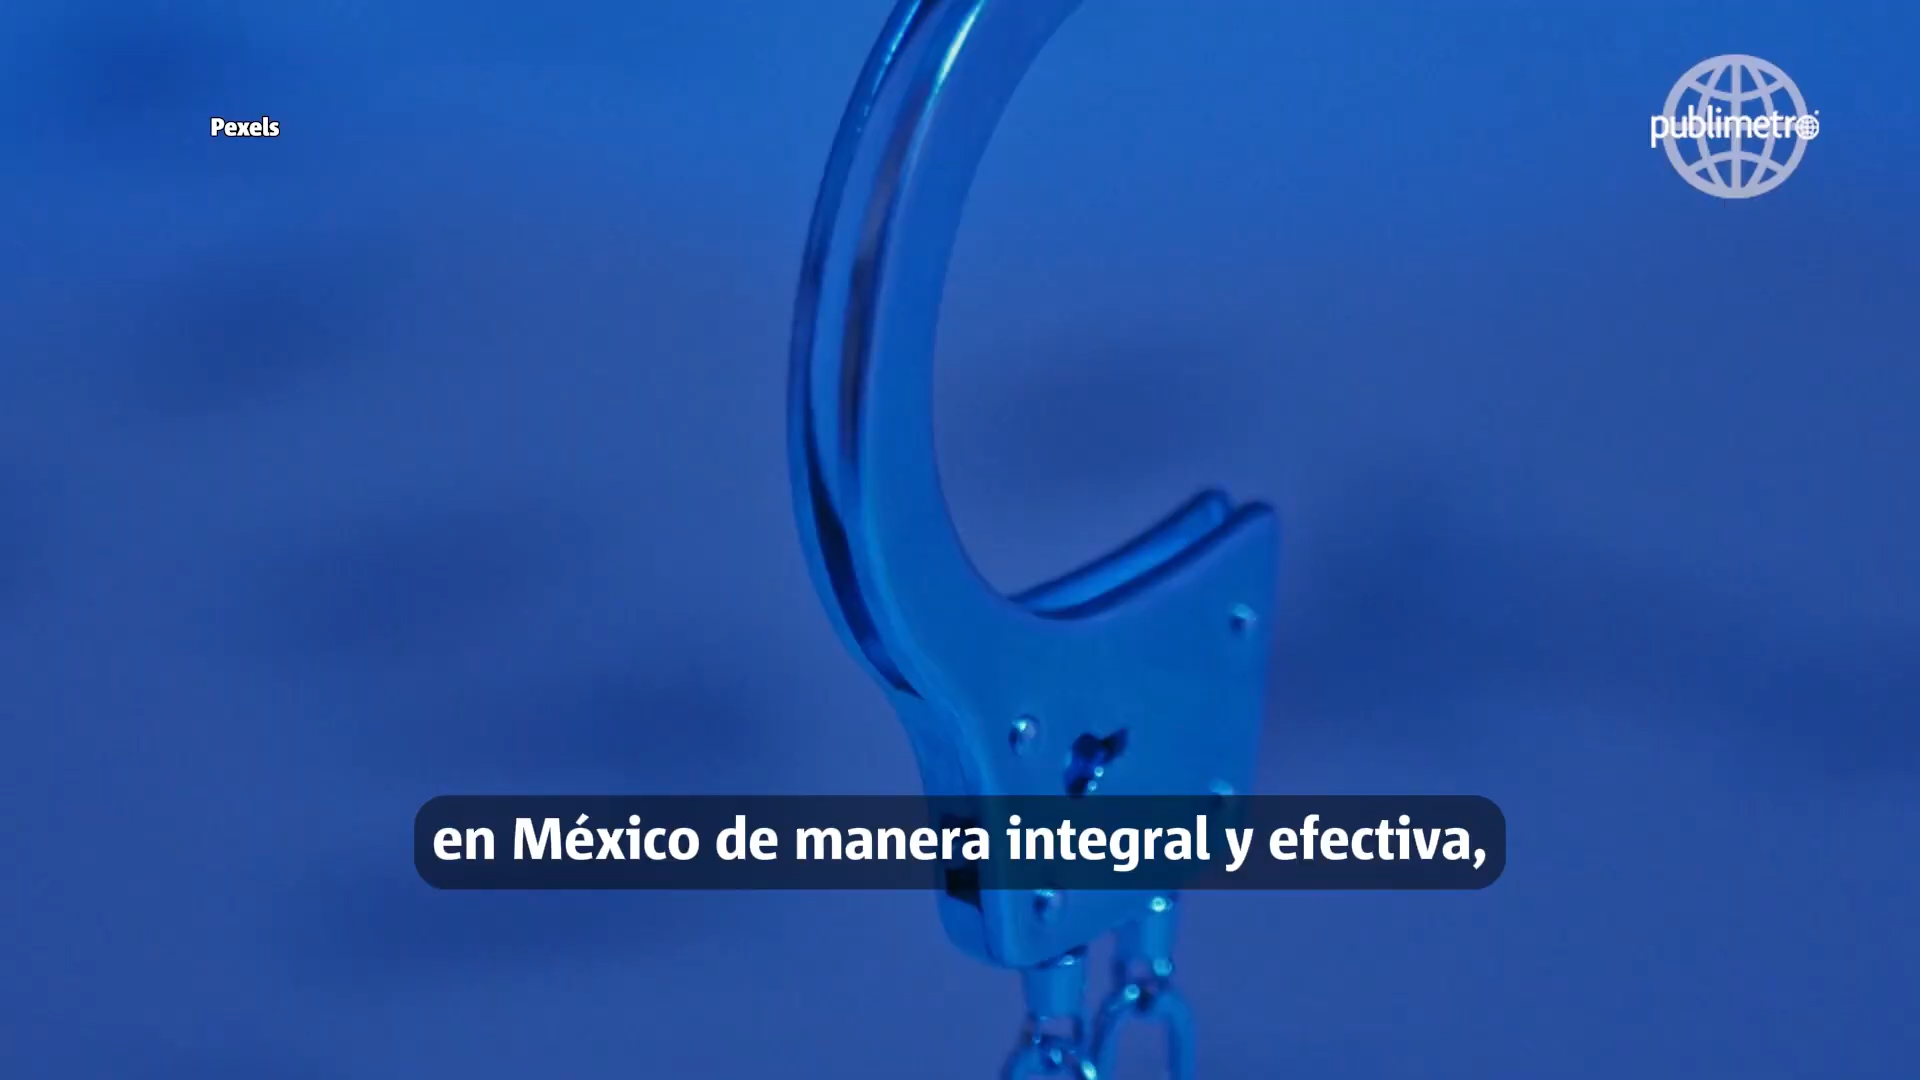 Pexels
publimetro
en México de manera integral y efectiva,